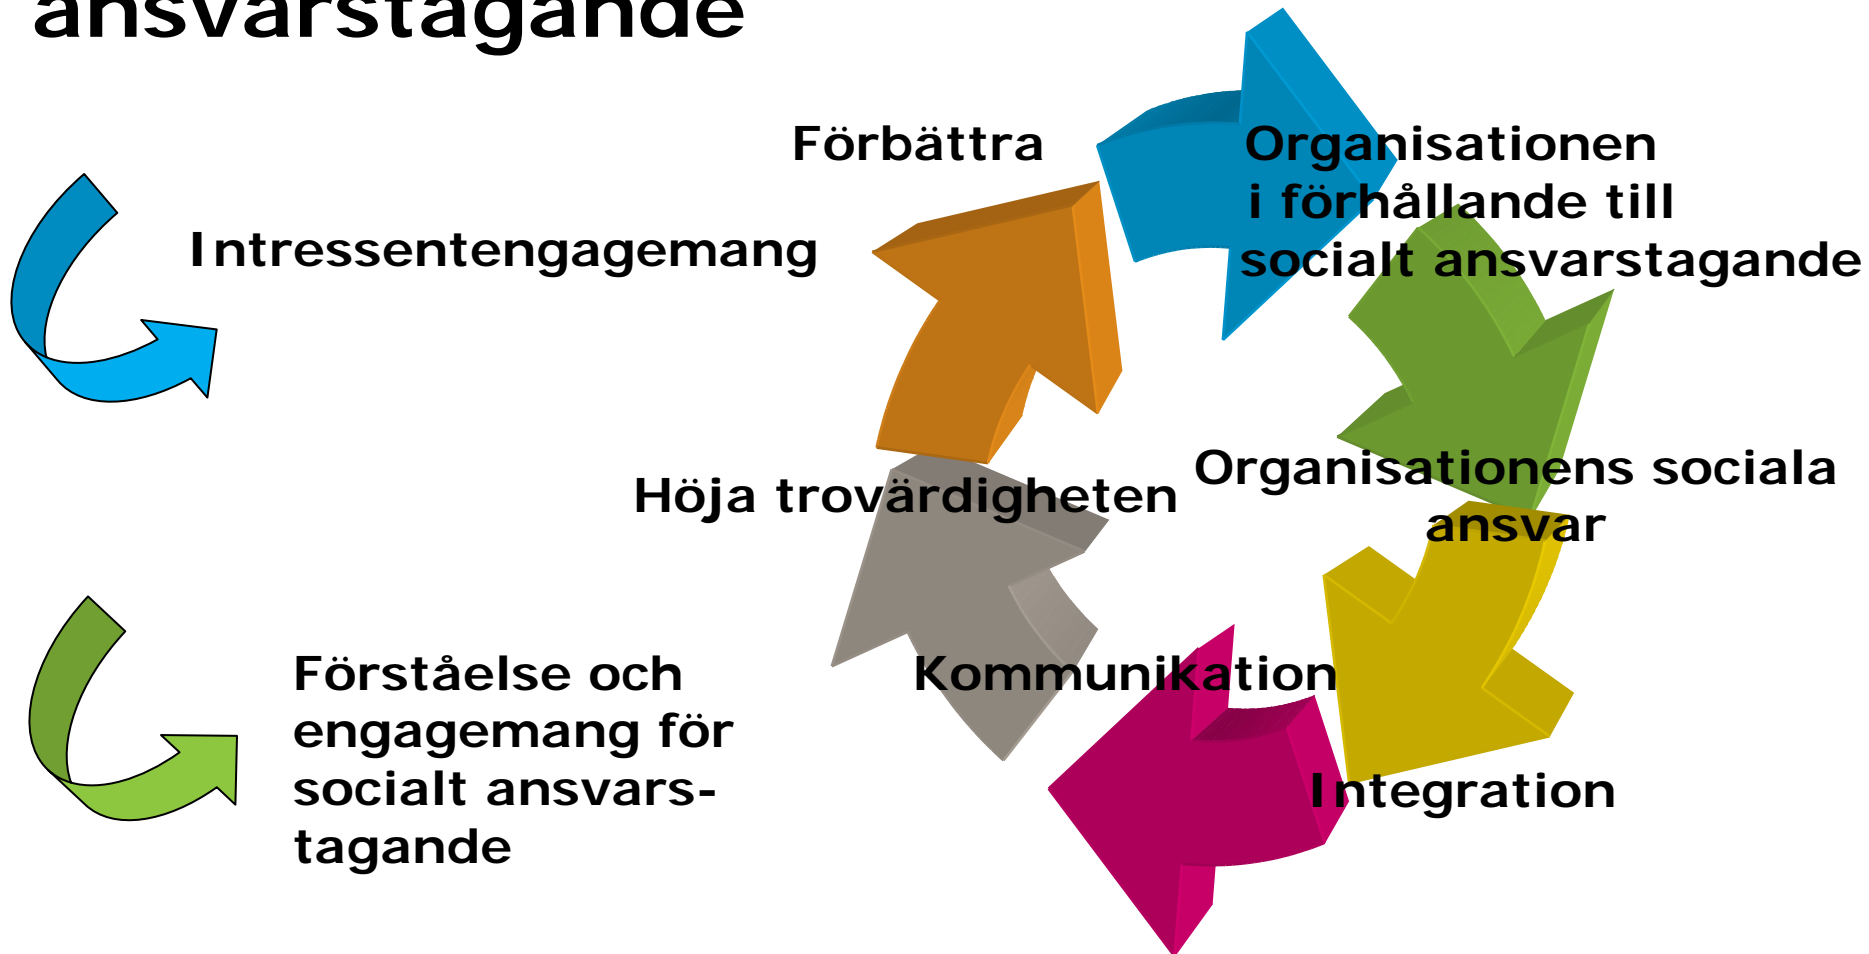 ansvarstagande
Förbättra
Organisationen
i förhållande till
socialt ansvarstagande
Intressentengagemang
Organisationens sociala
ansvar
Höja trovärdigheten
Kommunikation
Integration
Förståelse och
engagemang för
socialt ansvars-
tagande